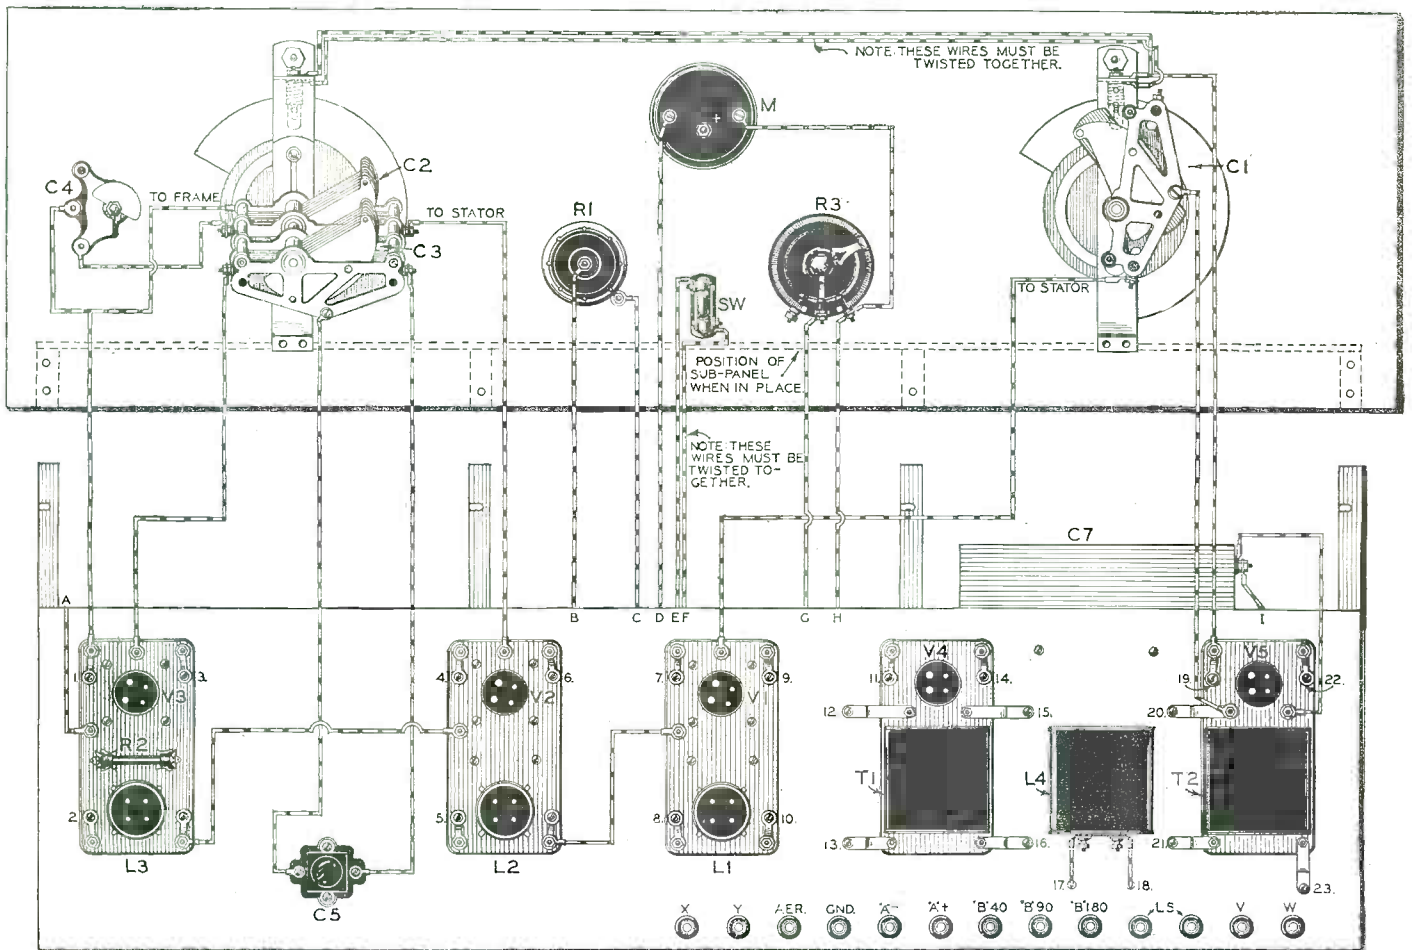 NOTE: THESE WIRES MUST BE
TWISTED TOGETHER.
M
C4
C2
C1
TO FRAME
TO STATOR
R1
R3
C3
TO STATOR
SW
POSITION OF
SUB-PANEL
WHEN IN PLACE.
NOTE: THESE
WIRES MUST BE
TWISTED TO-
GETHER.
C7
A
B
C
D
E
F
G
H
I
1.
V3
3.
4.
V2
6.
7.
V1
9.
11.
V4
14.
19.
V5
22.
12.
15.
20.
R2
T1
L4
T2
2.
5.
8.
10.
13.
16.
21.
L3
L2
L1
17.
18.
23.
C5
X
Y
AER.
GND.
"A"-
"A"+
"B"40
"B"90
"B"180
LS
V
W